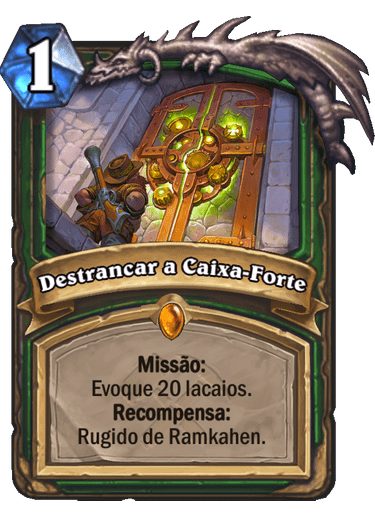 1
Destrancar a Caixa-Forte
Missão:
Evoque 20 lacaios.
Recompensa:
Rugido de Ramkahen.